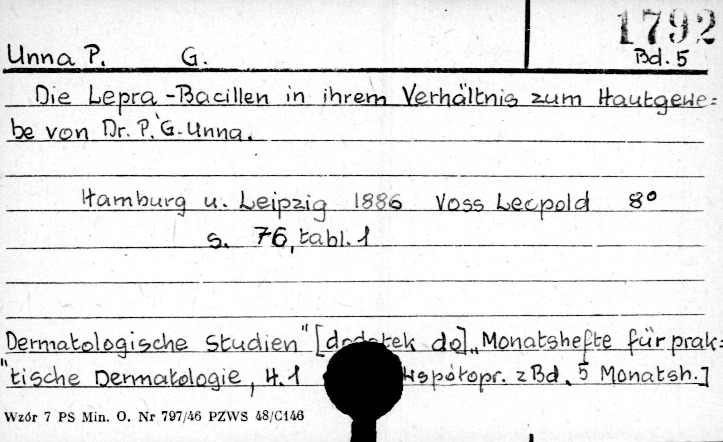 1792
Unna P. G. Bd. 5
Die Lepra-Bacillen in ihrem Verhältnis zum Hautgewe=
be von Dr. P. G. Unna.
Hamburg u. Leipzig 1886 Voss Leopold 8°
s. 76, tabl. 1
Dermatologische Studien" [dodatek do] „Monatshefte für prak=
"tische Dermatologie, H. 1 Współopr. z Bd. 5 Monatsh.]
Wzór 7 PS Min. O. Nr 797/46 PZWS 48/C146